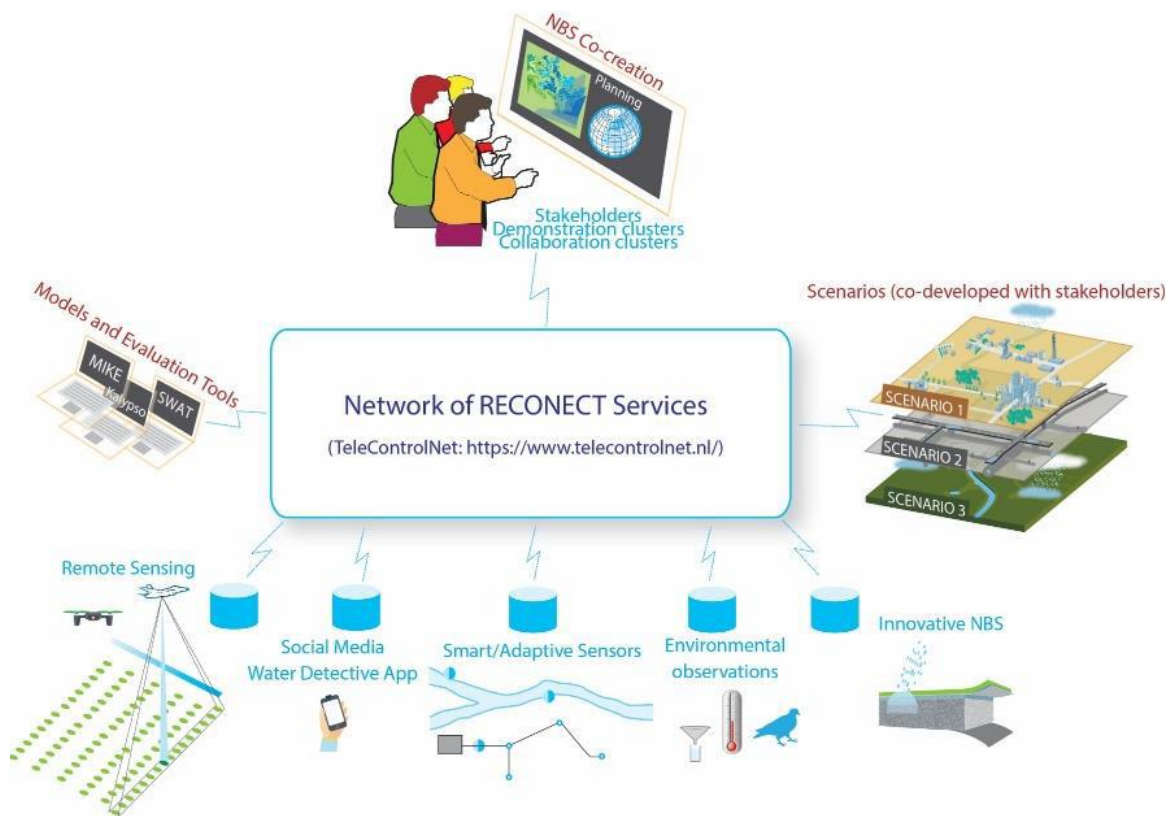 NBS Co-creation
Planning
Stakeholders
Demonstration clusters
Collaboration clusters
Models and Evaluation Tools
MIKE
Kalypso
SWAT
Scenarios (co-developed with stakeholders)
SCENARIO 1
SCENARIO 2
SCENARIO 3
Network of RECONECT Services
(TeleControlNet: https://www.telecontrolnet.nl/)
Remote Sensing
Social Media
Water Detective App
Smart/Adaptive Sensors
Environmental
observations
Innovative NBS